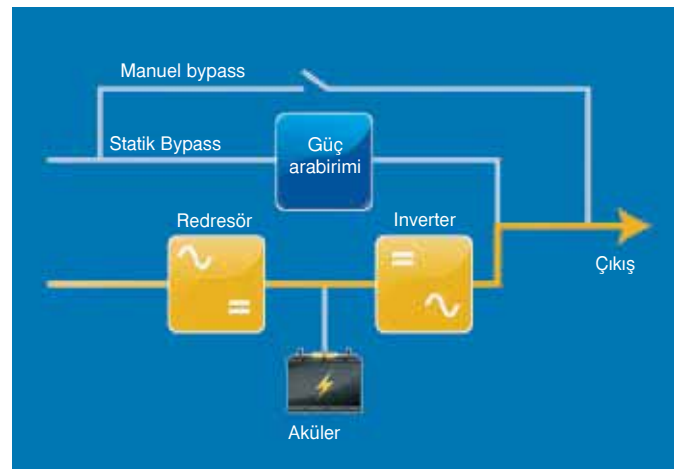 Manuel bypass
Statik Bypass
Güç
arabirimi
Redresör
Inverter
Çıkış
Aküler